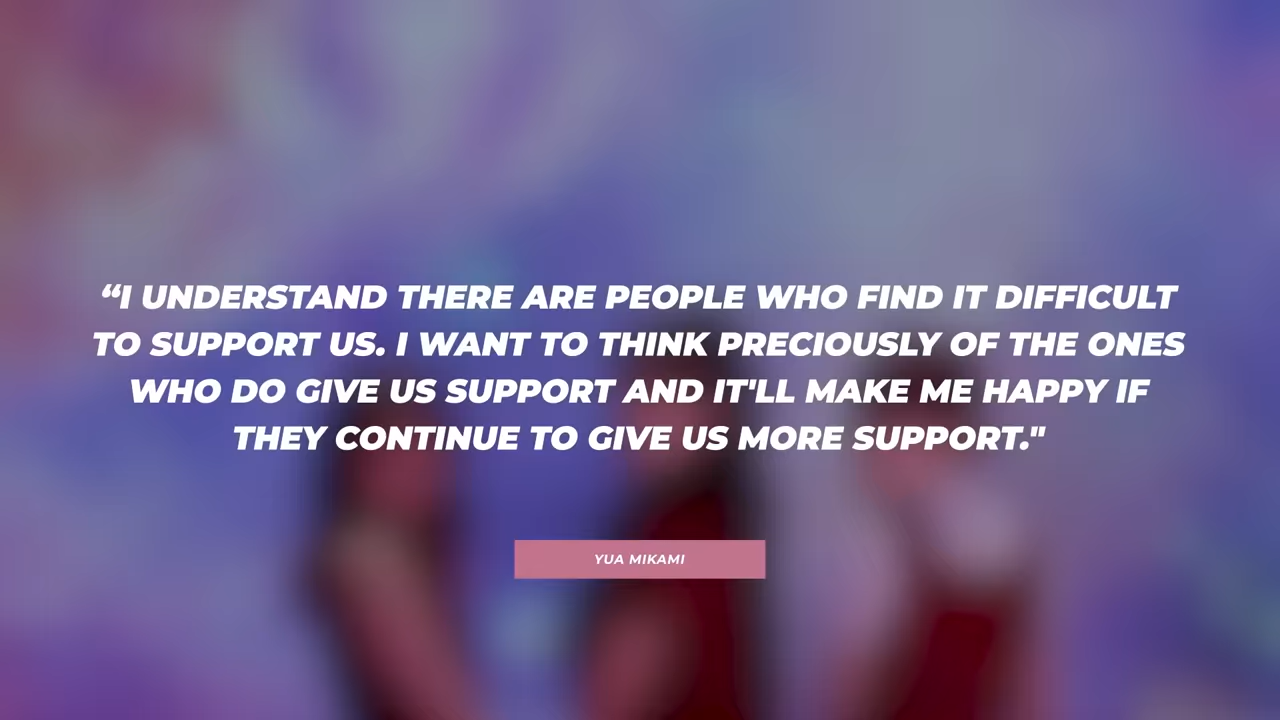 “I UNDERSTAND THERE ARE PEOPLE WHO FIND IT DIFFICULT
TO SUPPORT US. I WANT TO THINK PRECIOUSLY OF THE ONES
WHO DO GIVE US SUPPORT AND IT'LL MAKE ME HAPPY IF
THEY CONTINUE TO GIVE US MORE SUPPORT."
YUA MIKAMI